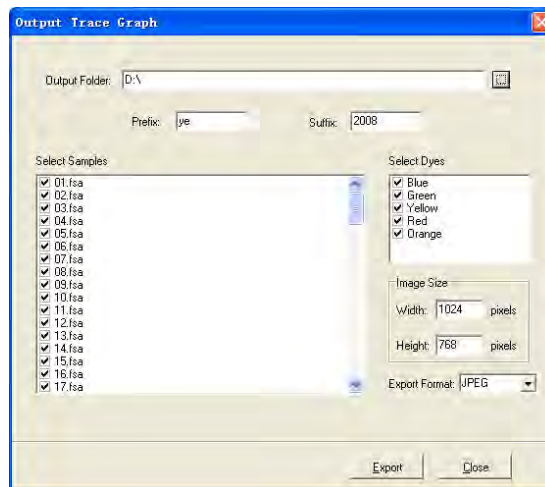 Output Trace Graph
Output Folder: D:\
Prefix: ye Suffix: 2008
Select Samples
01.fsa
02.fsa
03.fsa
04.fsa
05.fsa
06.fsa
07.fsa
08.fsa
09.fsa
10.fsa
11.fsa
12.fsa
13.fsa
14.fsa
15.fsa
16.fsa
17.fsa
Select Dyes
Blue
Green
Yellow
Red
Orange
Image Size
Width: 1024 pixels
Height: 768 pixels
Export Format: JPEG
Export Close